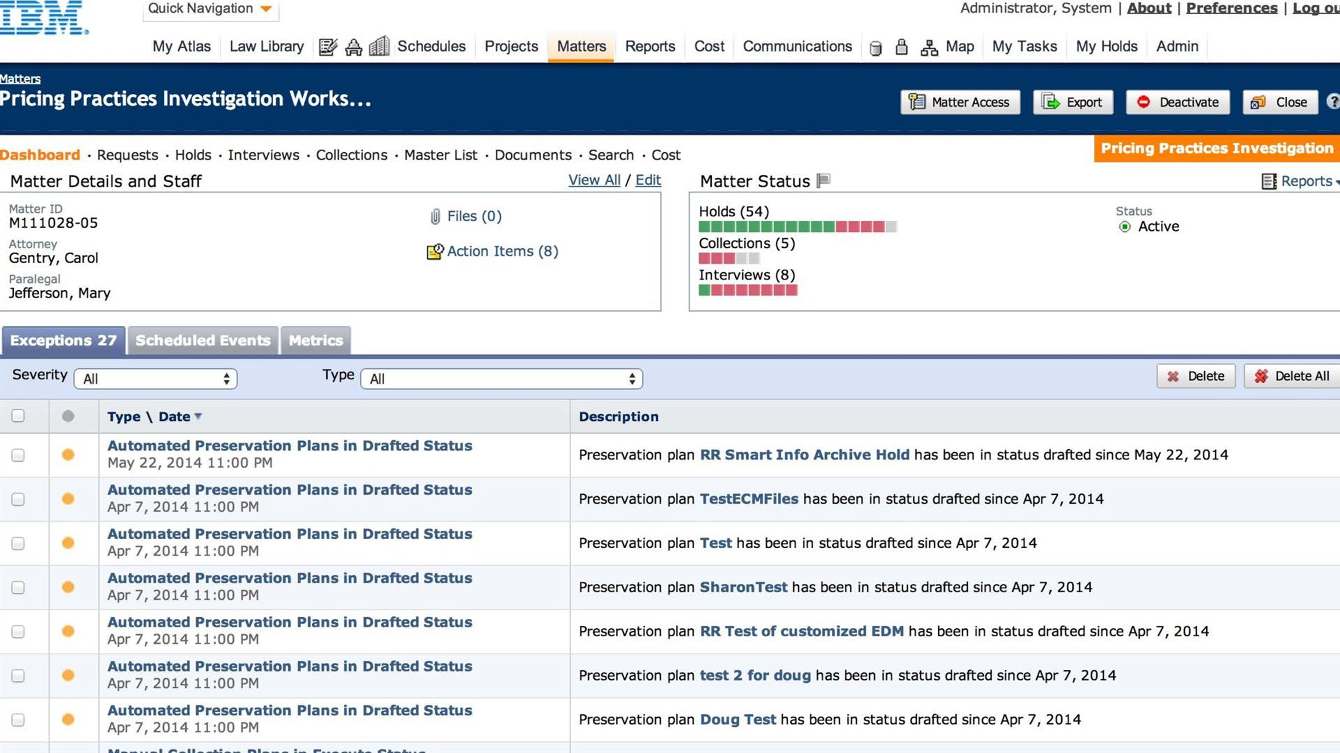 IBM
Quick Navigation
Administrator, System | About | Preferences |
My Atlas Law Library Schedules Projects Matters Reports Cost Communications Map My Tasks My Holds Admin
Matters
Pricing Practices Investigation Works...
Matter Access Export Deactivate Close ?
Dashboard · Requests · Holds · Interviews · Collections · Master List · Documents · Search · Cost
Pricing Practices Investigation
Matter Details and Staff View All / Edit
Matter ID
M111028-05
Attorney
Gentry, Carol
Paralegal
Jefferson, Mary
Files (0)
Action Items (8)
Matter Status Reports
Holds (54)
Collections (5)
Interviews (8)
Status
Active
Exceptions 27 Scheduled Events Metrics
Severity All Type All Delete Delete All
Type \ Date Description
Automated Preservation Plans in Drafted Status
May 22, 2014 11:00 PM
Preservation plan RR Smart Info Archive Hold has been in status drafted since May 22, 2014
Automated Preservation Plans in Drafted Status
Apr 7, 2014 11:00 PM
Preservation plan TestECMFiles has been in status drafted since Apr 7, 2014
Automated Preservation Plans in Drafted Status
Apr 7, 2014 11:00 PM
Preservation plan Test has been in status drafted since Apr 7, 2014
Automated Preservation Plans in Drafted Status
Apr 7, 2014 11:00 PM
Preservation plan SharonTest has been in status drafted since Apr 7, 2014
Automated Preservation Plans in Drafted Status
Apr 7, 2014 11:00 PM
Preservation plan RR Test of customized EDM has been in status drafted since Apr 7, 2014
Automated Preservation Plans in Drafted Status
Apr 7, 2014 11:00 PM
Preservation plan test 2 for doug has been in status drafted since Apr 7, 2014
Automated Preservation Plans in Drafted Status
Apr 7, 2014 11:00 PM
Preservation plan Doug Test has been in status drafted since Apr 7, 2014
Manual Collection Plans in Execute Status